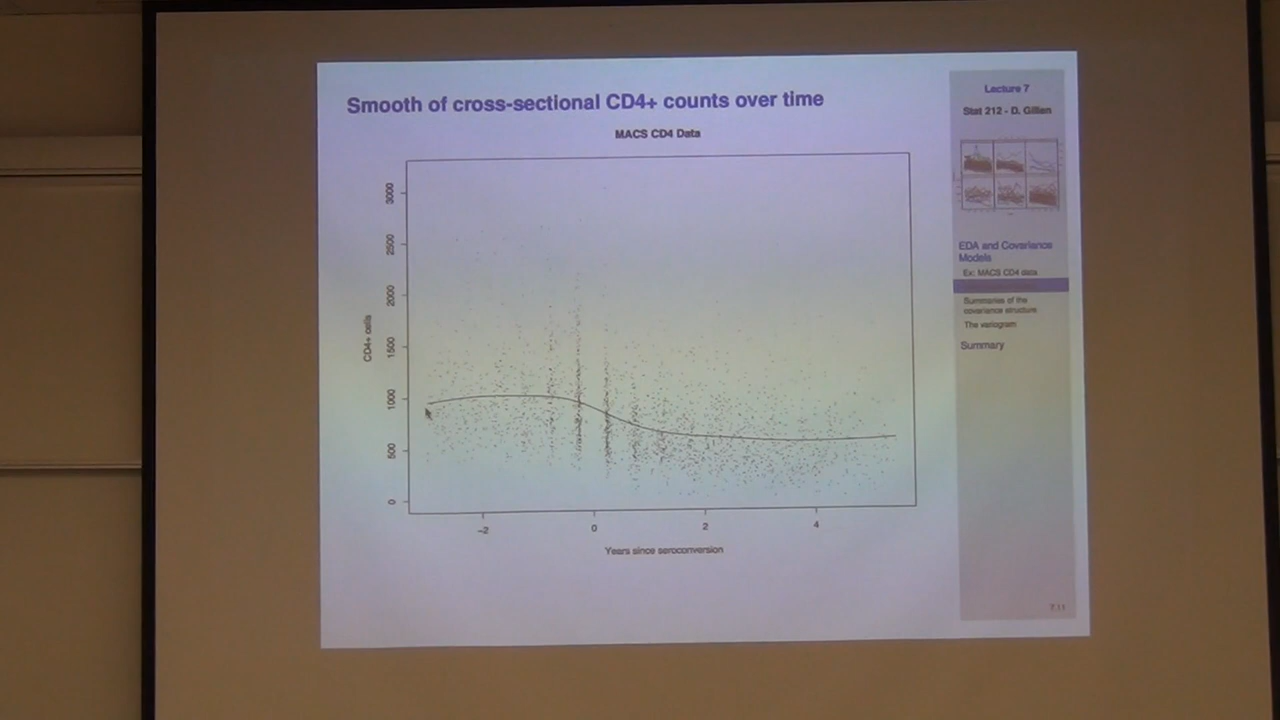 Smooth of cross-sectional CD4+ counts over time
MACS CD4 Data
CD4+ cells
3000
2500
2000
1500
1000
500
0
-2
0
2
4
Years since seroconversion
Lecture 7
Stat 212 - D. Gillen
EDA and Covariance
Models
Ex: MACS CD4 data
Summaries of the
covariance structure
The variogram
Summary
7.11